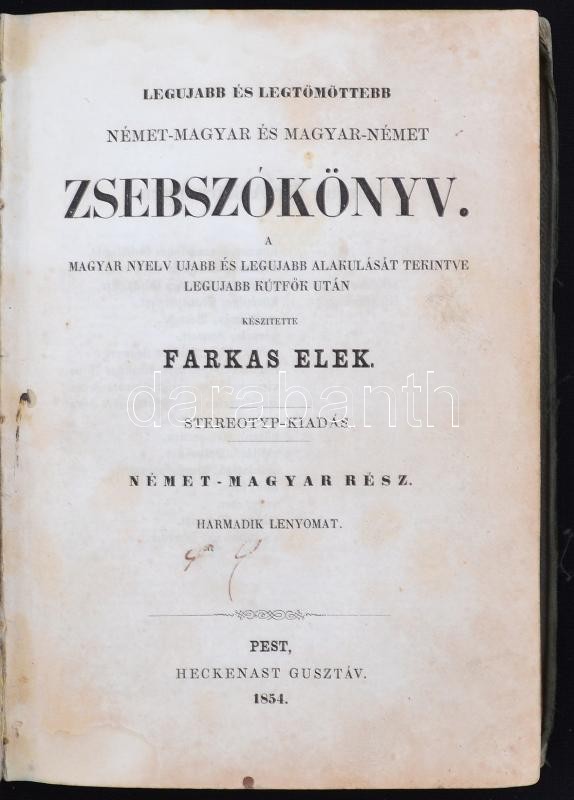 LEGUJABB ÉS LEGTÖMÖTTEBB
NÉMET-MAGYAR ÉS MAGYAR-NÉMET
ZSEBSZÓKÖNYV.
A
MAGYAR NYELV UJABB ÉS LEGUJABB ALAKULÁSÁT TEKINTVE
LEGUJABB KÚTFŐK UTÁN
KÉSZITETTE
FARKAS ELEK.
darabanth
STEREOTYP-KIADÁS
NÉMET-MAGYAR RÉSZ.
HARMADIK LENYOMAT.
PEST,
HECKENAST GUSZTÁV.
1854.